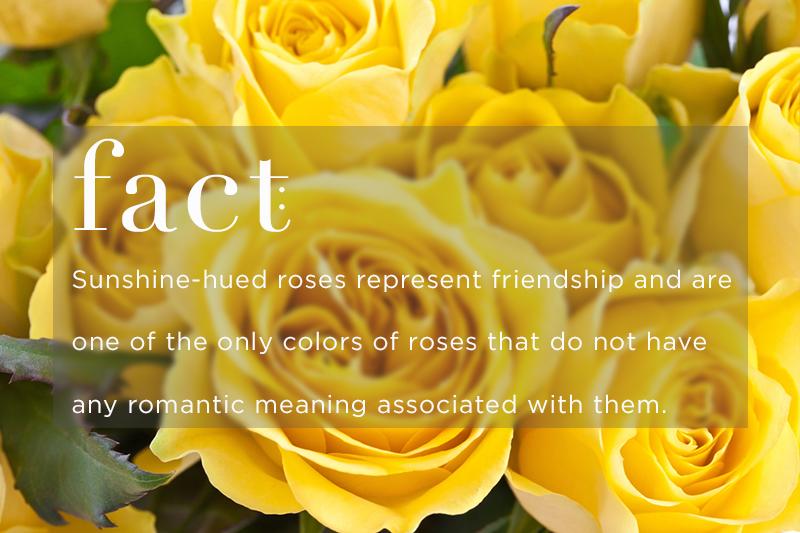 fact:
Sunshine-hued roses represent friendship and are
one of the only colors of roses that do not have
any romantic meaning associated with them.